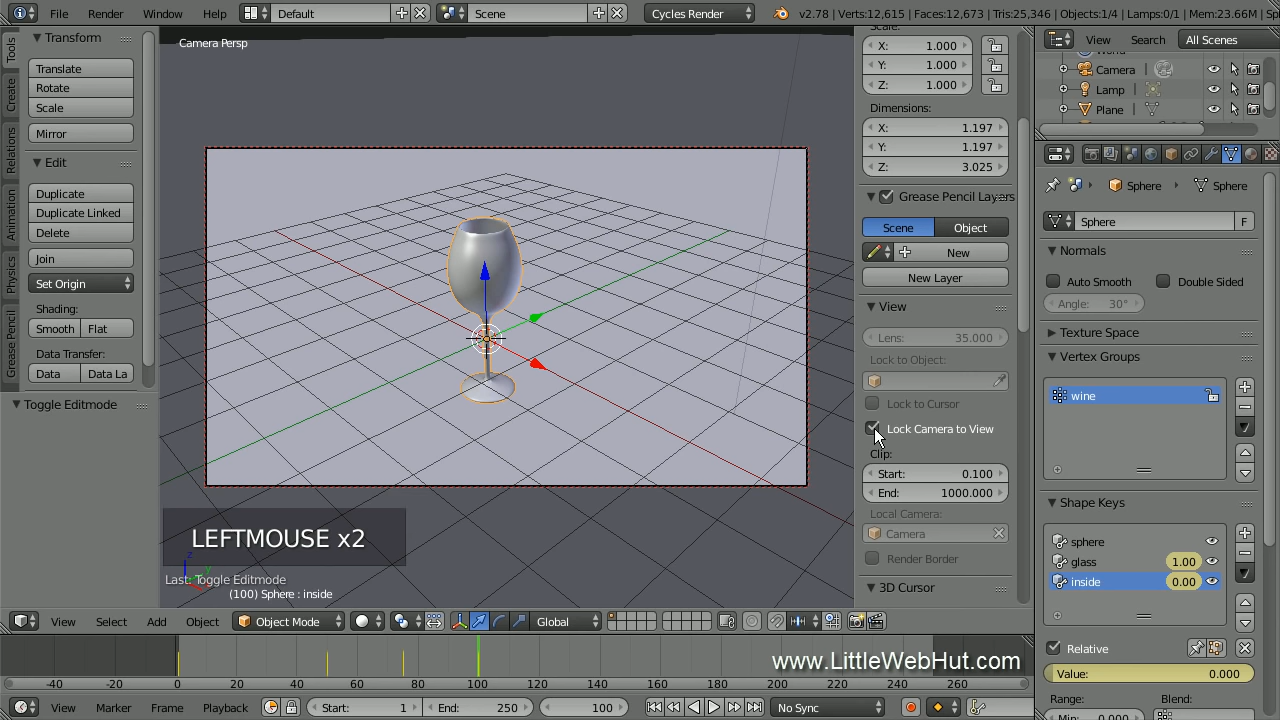 File Render Window Help Default Scene Cycles Render v2.78 | Verts:12,615 | Faces:12,673 | Tris:25,346 | Objects:1/4 | Lamps:0/1 | Mem:23.66M | Sp
Tools
Create
Relations
Animation
Physics
Grease Pencil
Transform
Translate
Rotate
Scale
Mirror
Edit
Duplicate
Duplicate Linked
Delete
Join
Set Origin
Shading:
Smooth Flat
Data Transfer:
Data Data La
Toggle Editmode
Camera Persp
LEFTMOUSE x2
z
y
Last: Toggle Editmode
(100) Sphere : inside
Scale:
X: 1.000
Y: 1.000
Z: 1.000
Dimensions:
X: 1.197
Y: 1.197
Z: 3.025
Grease Pencil Layers
Scene Object
New
New Layer
View
Lens: 35.000
Lock to Object:
Lock to Cursor
Lock Camera to View
Clip:
Start: 0.100
End: 1000.000
Local Camera:
Camera
Render Border
3D Cursor
View Search All Scenes
World
Camera
Lamp
Plane
Sphere Sphere
Sphere F
Normals
Auto Smooth Double Sided
Angle: 30°
Texture Space
Vertex Groups
wine
Shape Keys
sphere
glass 1.00
inside 0.00
Relative
Value: 0.000
Range: Blend:
Min: 0.000
View Select Add Object Object Mode Global
www.LittleWebHut.com
-40 -20 0 20 40 60 80 100 120 140 160 180 200 220 240 260
View Marker Frame Playback Start: 1 End: 250 100 No Sync